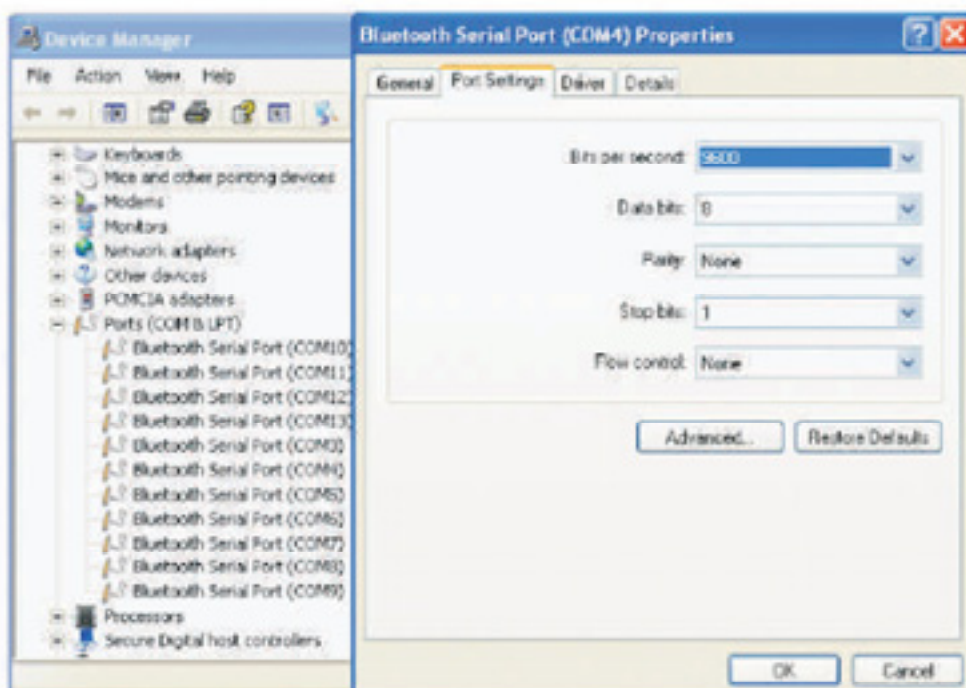 Device Manager
File Action View Help
Keyboards
Mice and other pointing devices
Modems
Monitors
Network adapters
Other devices
PCMCIA adapters
Ports (COM & LPT)
Bluetooth Serial Port (COM10)
Bluetooth Serial Port (COM11)
Bluetooth Serial Port (COM12)
Bluetooth Serial Port (COM13)
Bluetooth Serial Port (COM3)
Bluetooth Serial Port (COM4)
Bluetooth Serial Port (COM5)
Bluetooth Serial Port (COM6)
Bluetooth Serial Port (COM7)
Bluetooth Serial Port (COM8)
Bluetooth Serial Port (COM9)
Processors
Secure Digital host controllers
Bluetooth Serial Port (COM4) Properties
General Port Settings Driver Details
Bits per second: 9600
Data bits: 8
Parity: None
Stop bits: 1
Flow control: None
Advanced... Restore Defaults
OK Cancel